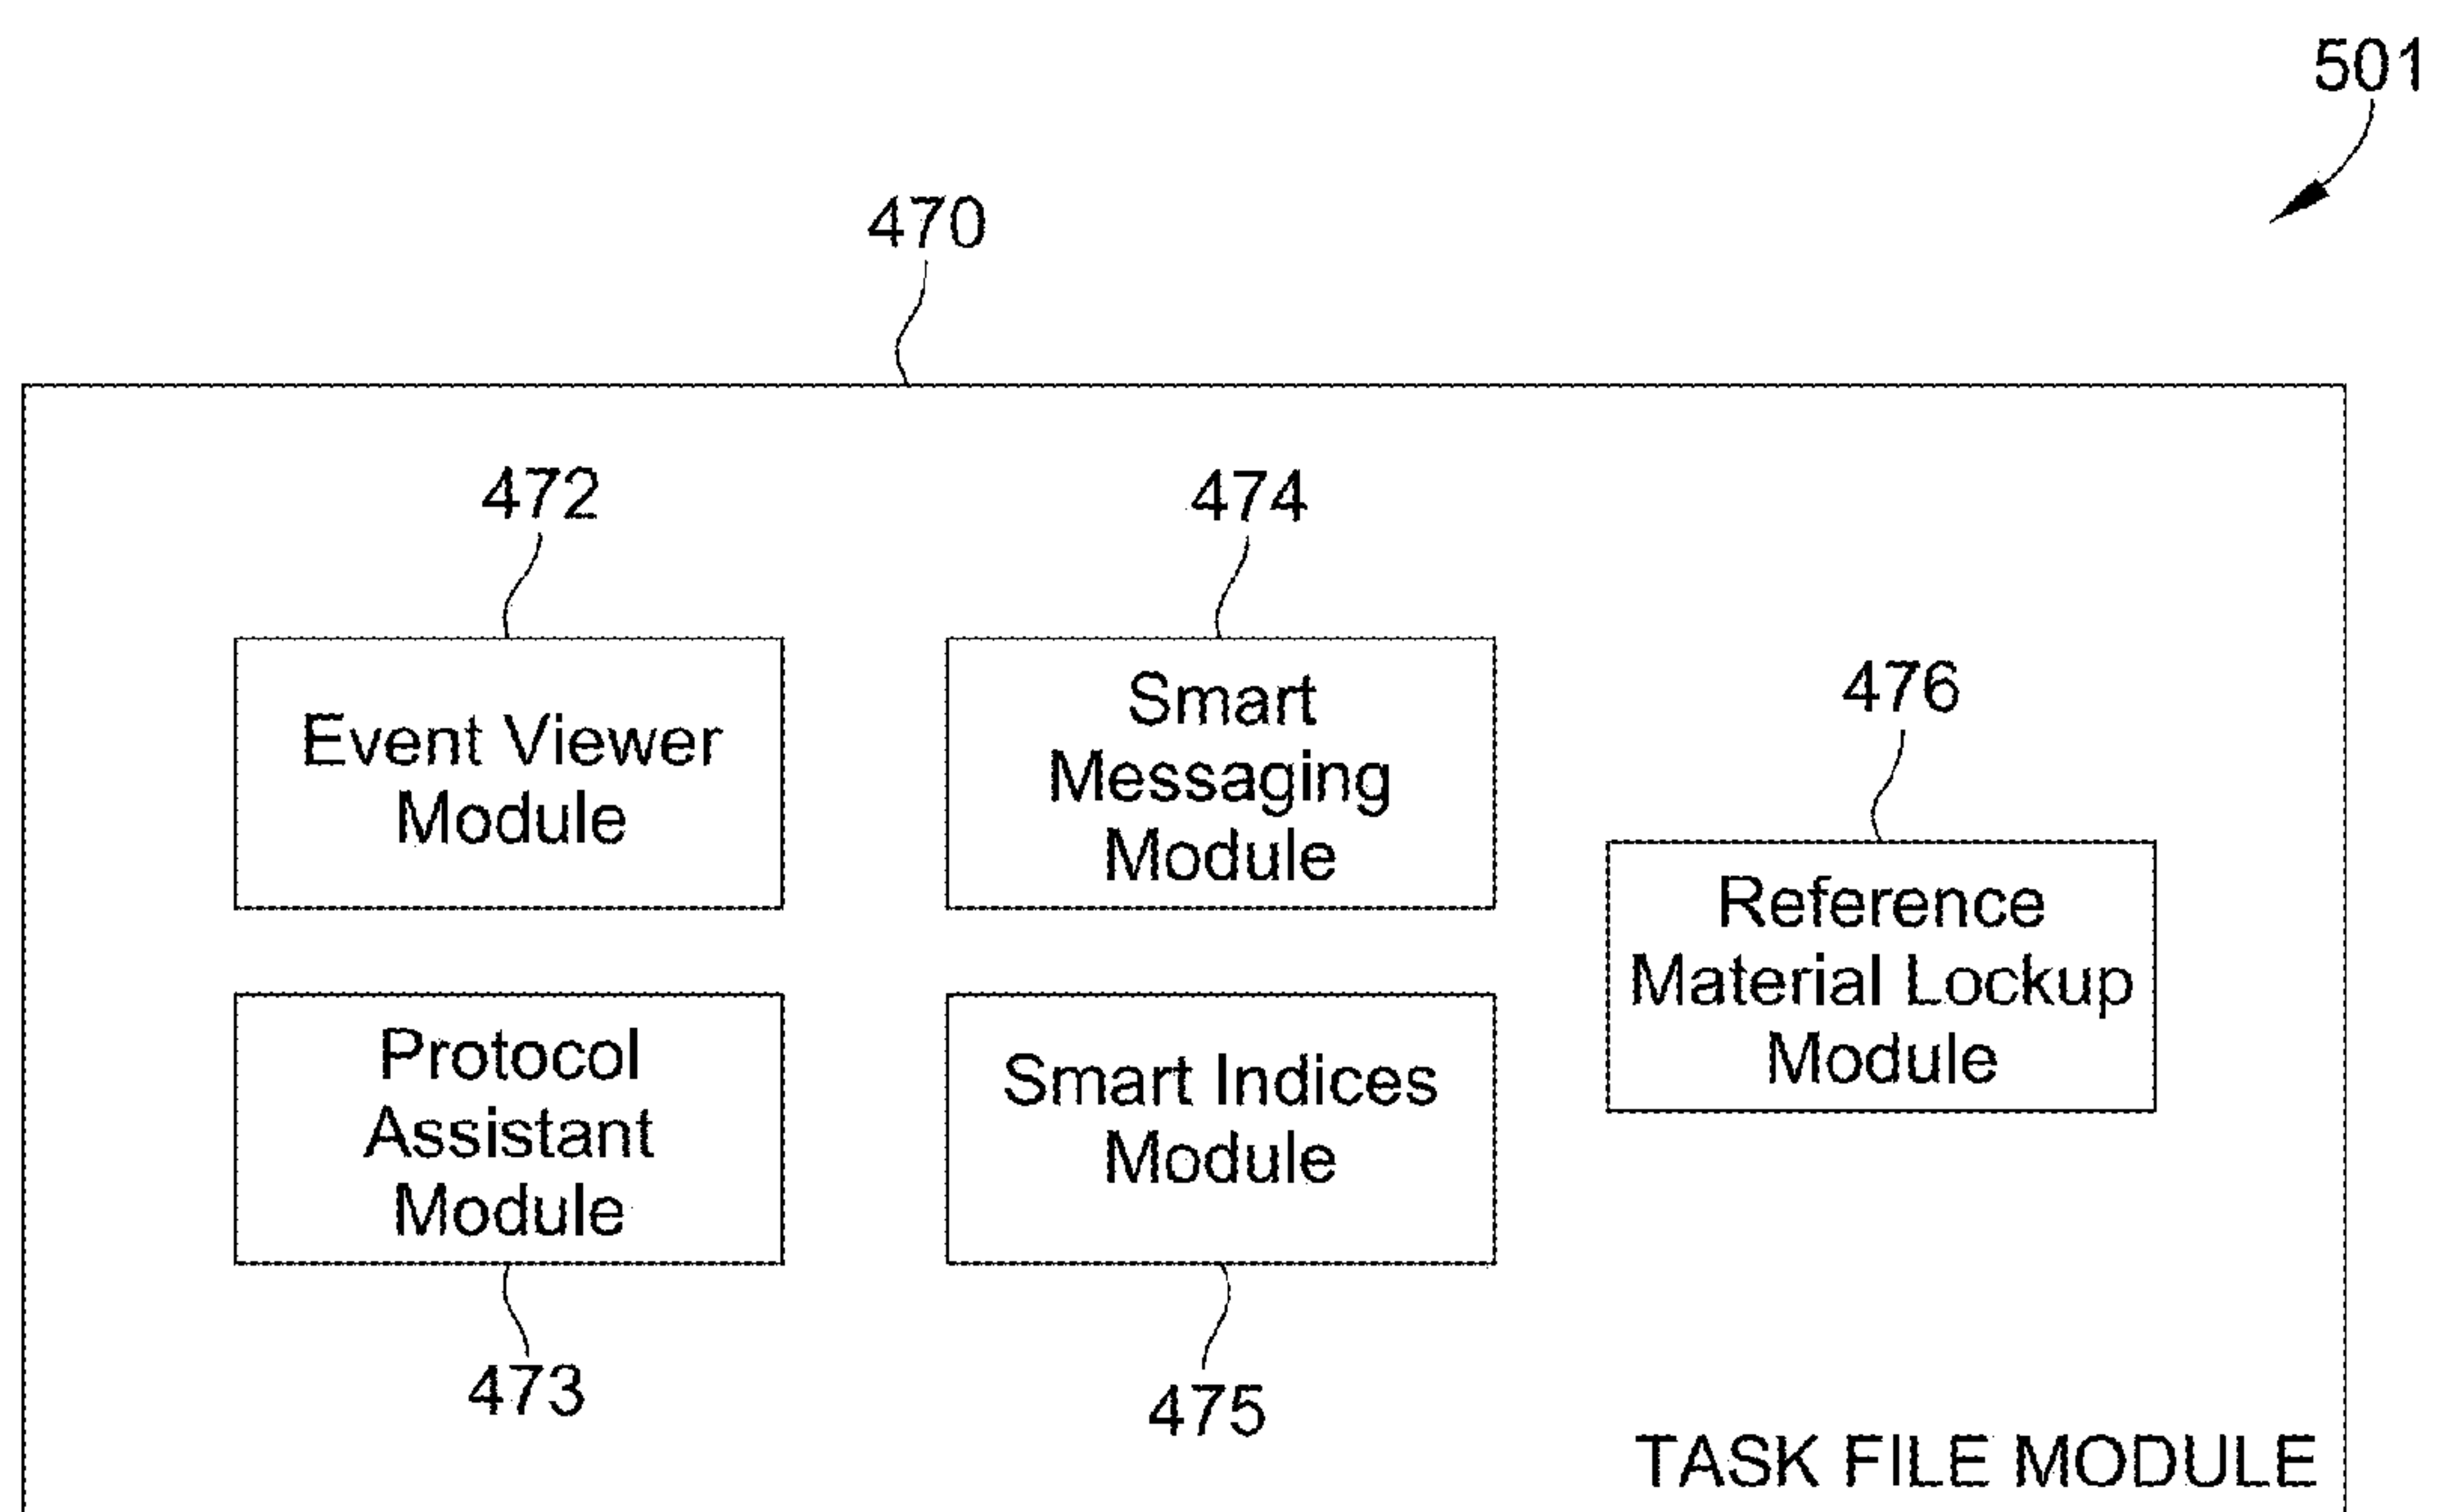 501
470
472
474
476
Event Viewer
Module
Smart
Messaging
Module
Reference
Material Lockup
Module
Protocol
Assistant
Module
Smart Indices
Module
473
475
TASK FILE MODULE